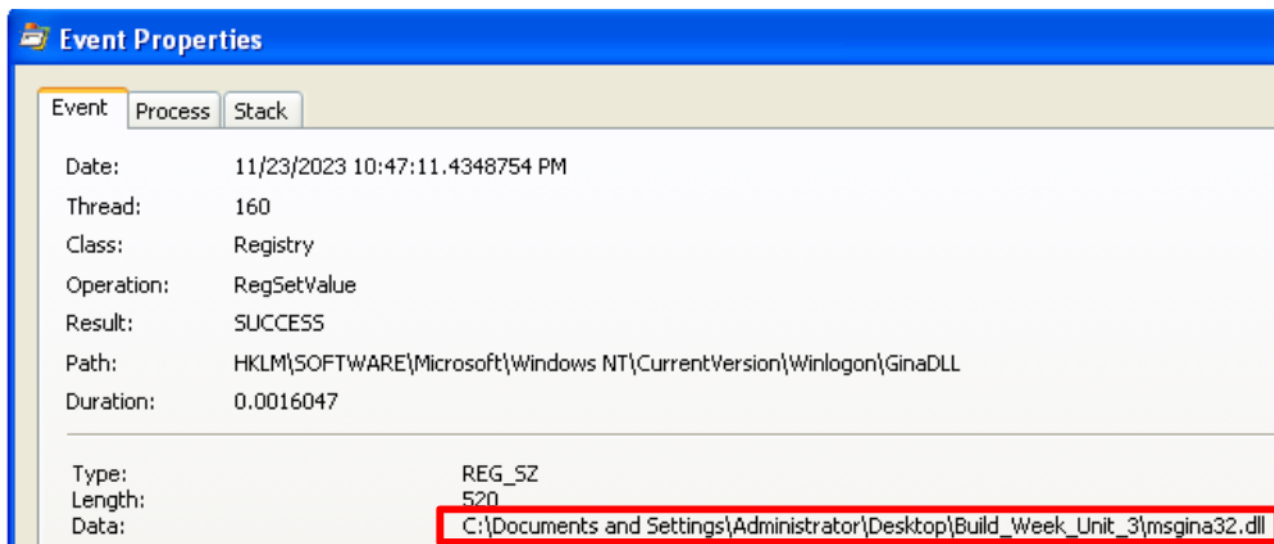 Event Properties
Event Process Stack
Date: 11/23/2023 10:47:11.4348754 PM
Thread: 160
Class: Registry
Operation: RegSetValue
Result: SUCCESS
Path: HKLM\SOFTWARE\Microsoft\Windows NT\CurrentVersion\Winlogon\GinaDLL
Duration: 0.0016047
Type: REG_SZ
Length: 520
Data: C:\Documents and Settings\Administrator\Desktop\Build_Week_Unit_3\msgina32.dll